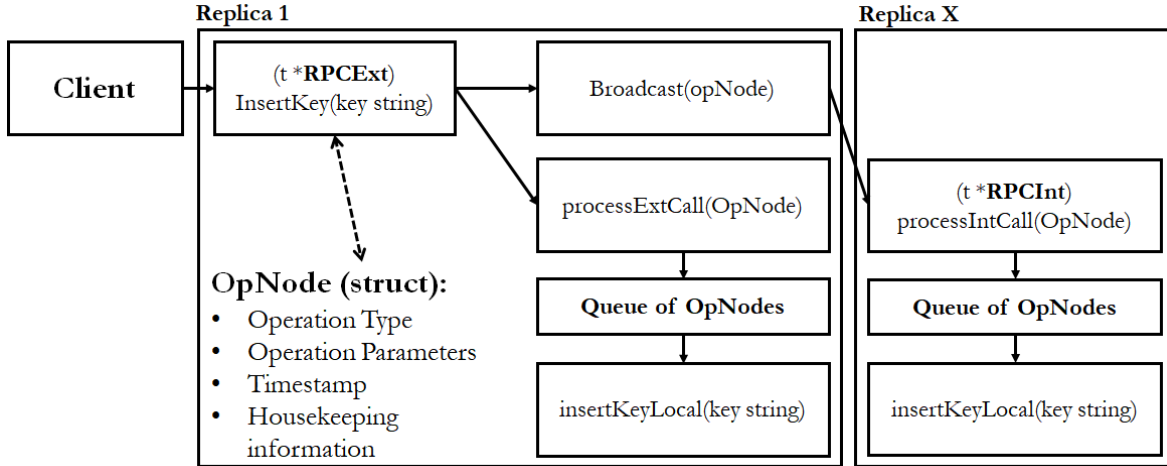 Replica 1
Replica X
Client
(t *RPCExt)
InsertKey(key string)
Broadcast(opNode)
processExtCall(OpNode)
(t *RPCInt)
processIntCall(OpNode)
OpNode (struct):
• Operation Type
• Operation Parameters
• Timestamp
• Housekeeping
information
Queue of OpNodes
Queue of OpNodes
insertKeyLocal(key string)
insertKeyLocal(key string)